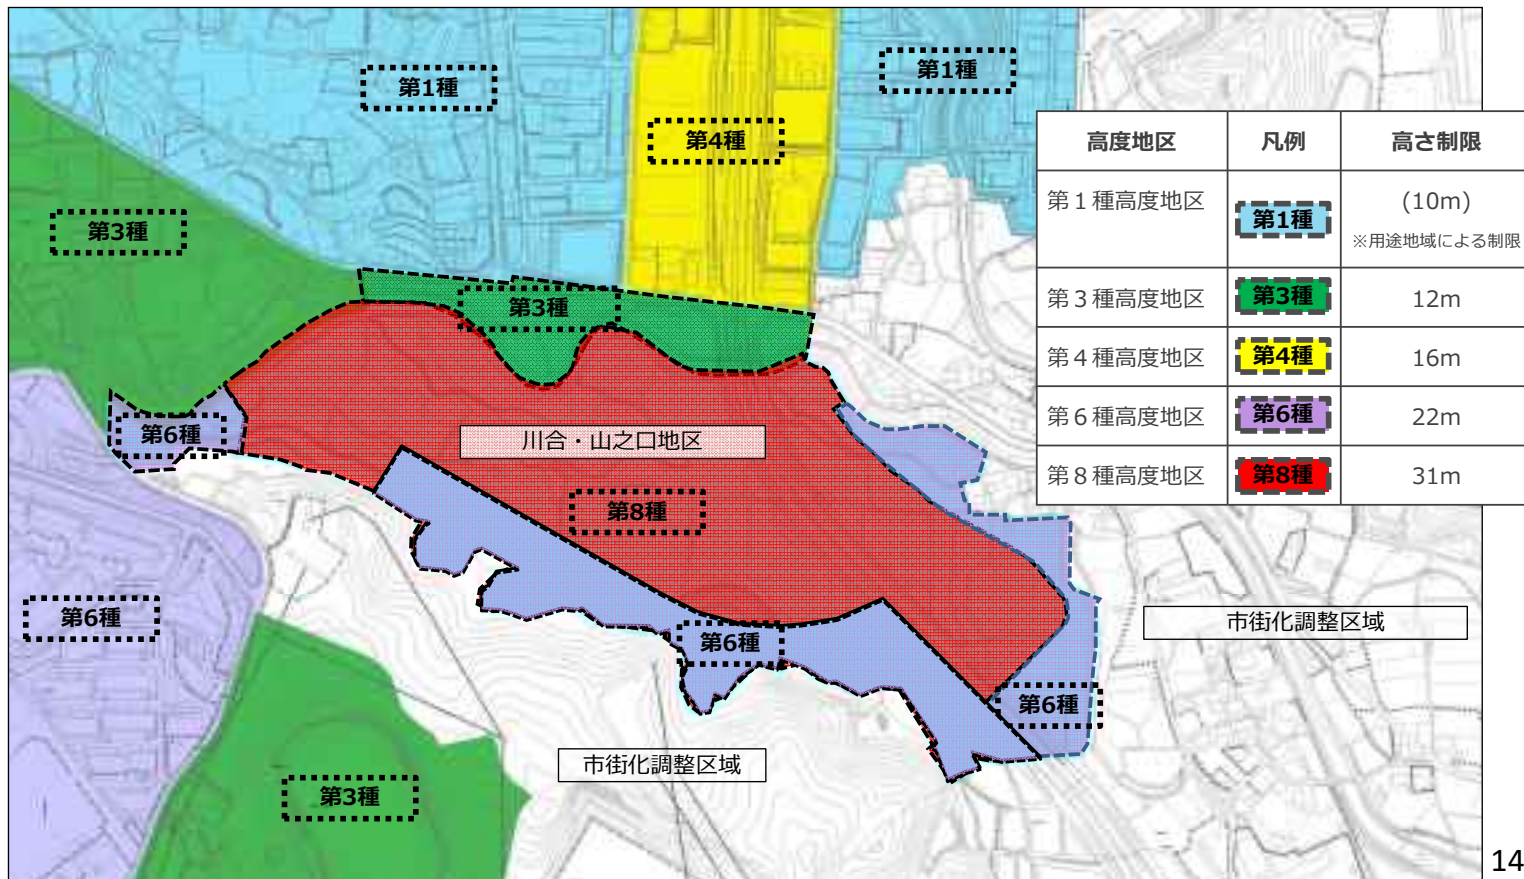 第1種
第1種
第4種
第3種
第3種
第6種
川合・山之口地区
第8種
第6種
第6種
第6種
市街化調整区域
市街化調整区域
第3種
高度地区 凡例 高さ制限
第１種高度地区 第1種 (10m)
※用途地域による制限
第３種高度地区 第3種 12m
第４種高度地区 第4種 16m
第６種高度地区 第6種 22m
第８種高度地区 第8種 31m
14